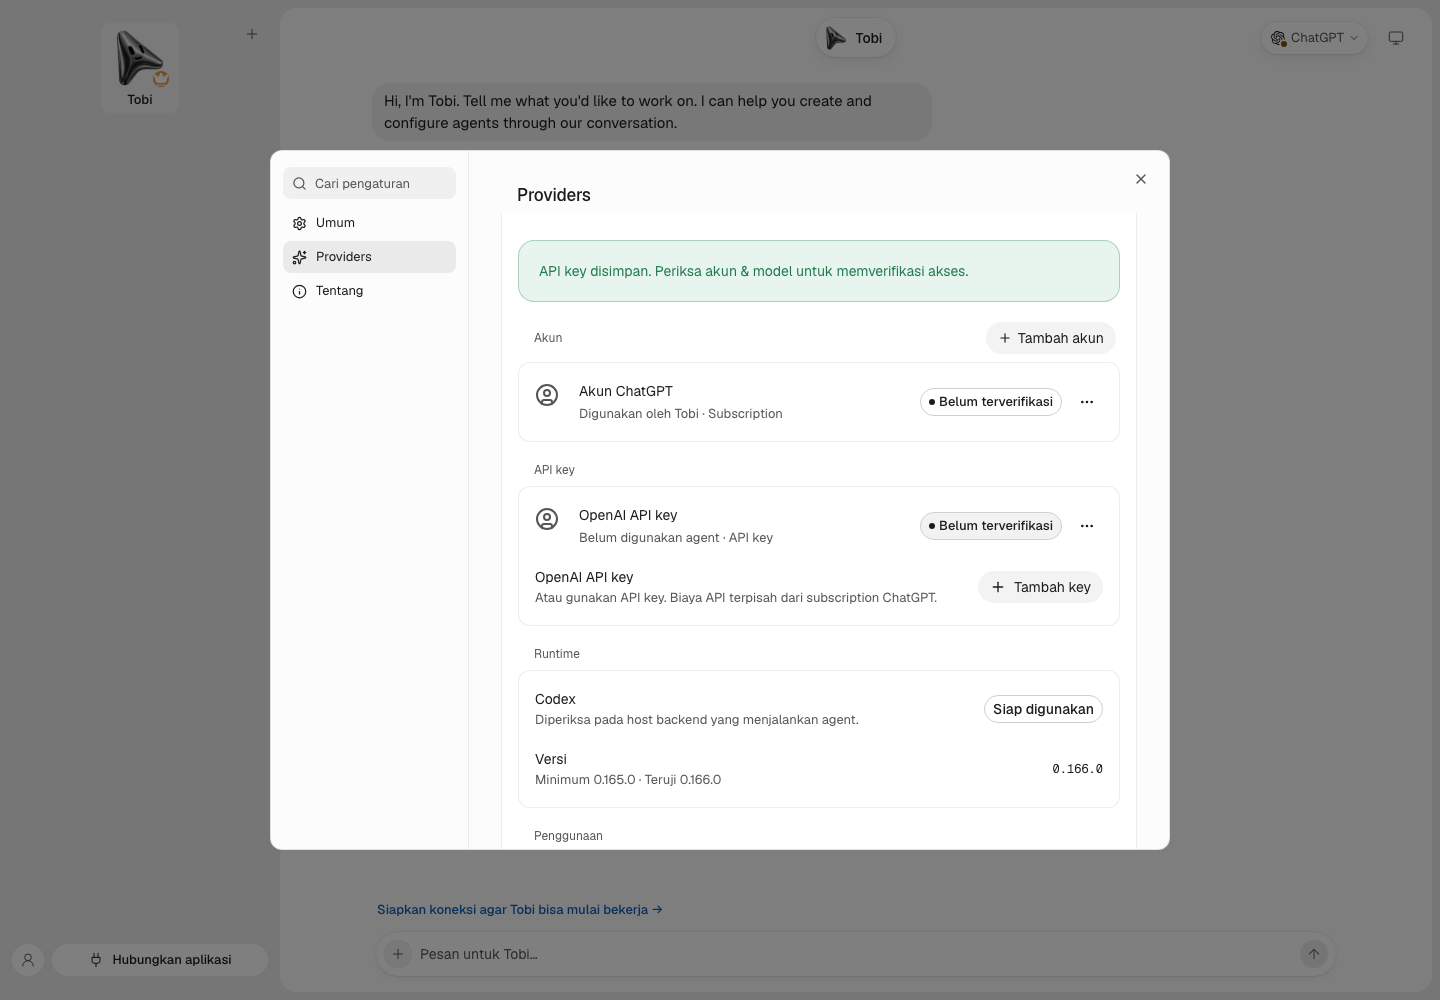 Tobi
Tobi
ChatGPT
Hi, I'm Tobi. Tell me what you'd like to work on. I can help you create and
configure agents through our conversation.
Cari pengaturan
Umum
Providers
Tentang
Providers
API key disimpan. Periksa akun & model untuk memverifikasi akses.
Akun
Tambah akun
Akun ChatGPT
Digunakan oleh Tobi · Subscription
Belum terverifikasi
API key
OpenAI API key
Belum digunakan agent · API key
Belum terverifikasi
OpenAI API key
Atau gunakan API key. Biaya API terpisah dari subscription ChatGPT.
Tambah key
Runtime
Codex
Diperiksa pada host backend yang menjalankan agent.
Siap digunakan
Versi
Minimum 0.165.0 · Teruji 0.166.0
0.166.0
Penggunaan
Siapkan koneksi agar Tobi bisa mulai bekerja →
Hubungkan aplikasi
Pesan untuk Tobi...